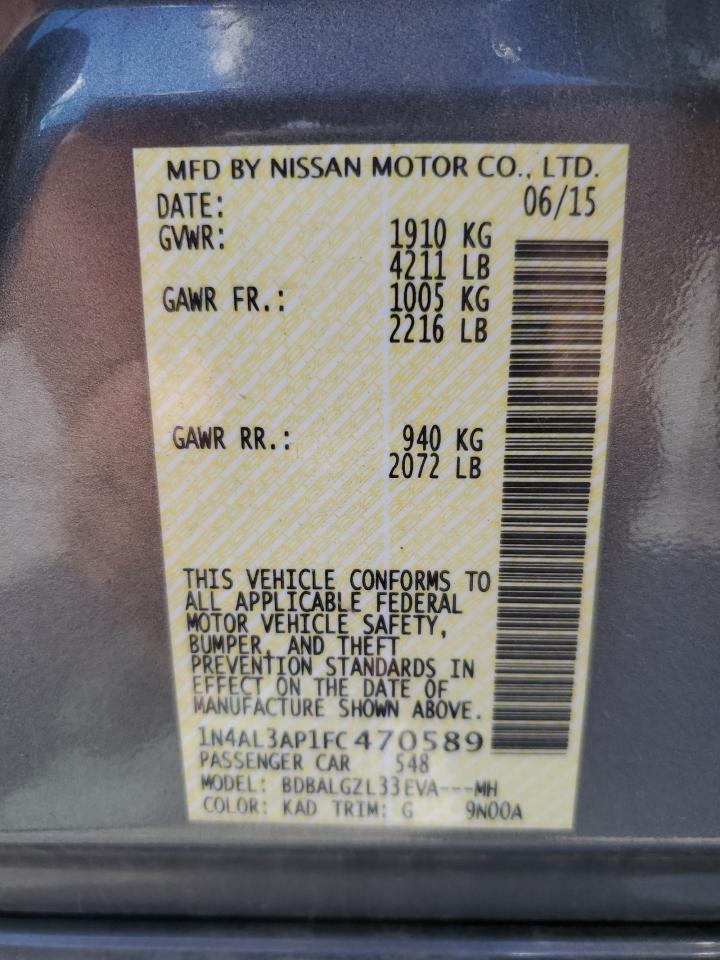 MFD BY NISSAN MOTOR CO., LTD.
DATE: 06/15
GVWR: 1910 KG
4211 LB
GAWR FR.: 1005 KG
2216 LB
GAWR RR.: 940 KG
2072 LB
THIS VEHICLE CONFORMS TO
ALL APPLICABLE FEDERAL
MOTOR VEHICLE SAFETY,
BUMPER, AND THEFT
PREVENTION STANDARDS IN
EFFECT ON THE DATE OF
MANUFACTURE SHOWN ABOVE.
1N4AL3AP1FC470589
PASSENGER CAR 548
MODEL: BDBALGZL33EVA---MH
COLOR: KAD TRIM: G 9N00A